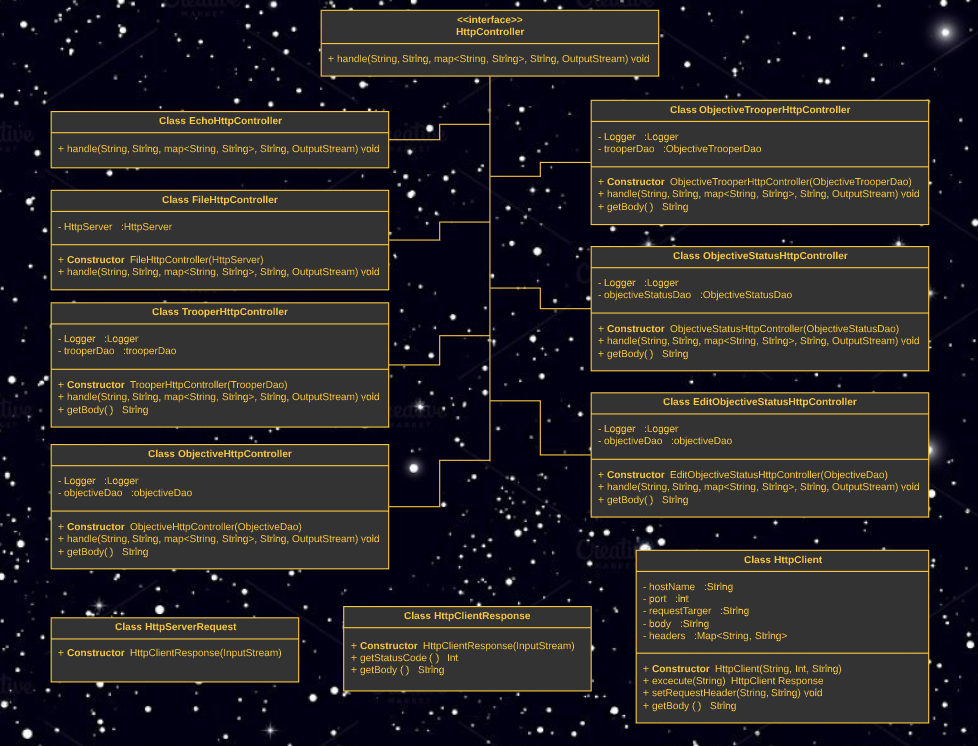 <<interface>>
HttpController
+ handle(String, String, map<String, String>, String, OutputStream) void
Class EchoHttpController
+ handle(String, String, map<String, String>, String, OutputStream) void
Class FileHttpController
- HttpServer :HttpServer
+ Constructor FileHttpController(HttpServer)
+ handle(String, String, map<String, String>, String, OutputStream) void
Class TrooperHttpController
- Logger :Logger
- trooperDao :trooperDao
+ Constructor TrooperHttpController(TrooperDao)
+ handle(String, String, map<String, String>, String, OutputStream) void
+ getBody( ) String
Class ObjectiveHttpController
- Logger :Logger
- objectiveDao :objectiveDao
+ Constructor ObjectiveHttpController(ObjectiveDao)
+ handle(String, String, map<String, String>, String, OutputStream) void
+ getBody( ) String
Class ObjectiveTrooperHttpController
- Logger :Logger
- trooperDao :ObjectiveTrooperDao
+ Constructor ObjectiveTrooperHttpController(ObjectiveTrooperDao)
+ handle(String, String, map<String, String>, String, OutputStream) void
+ getBody( ) String
Class ObjectiveStatusHttpController
- Logger :Logger
- objectiveStatusDao :ObjectiveStatusDao
+ Constructor ObjectiveStatusHttpController(ObjectiveStatusDao)
+ handle(String, String, map<String, String>, String, OutputStream) void
+ getBody( ) String
Class EditObjectiveStatusHttpController
- Logger :Logger
- objectiveDao :objectiveDao
+ Constructor EditObjectiveStatusHttpController(ObjectiveDao)
+ handle(String, String, map<String, String>, String, OutputStream) void
+ getBody( ) String
Class HttpServerRequest
+ Constructor HttpClientResponse(InputStream)
Class HttpClientResponse
+ Constructor HttpClientResponse(InputStream)
+ getStatusCode ( ) Int
+ getBody ( ) String
Class HttpClient
- hostName :String
- port :Int
- requestTarger :String
- body :String
- headers :Map<String, String>
+ Constructor HttpClient(String, Int, String)
+ excecute(String) HttpClient Response
+ setRequestHeader(String, String) void
+ getBody ( ) String